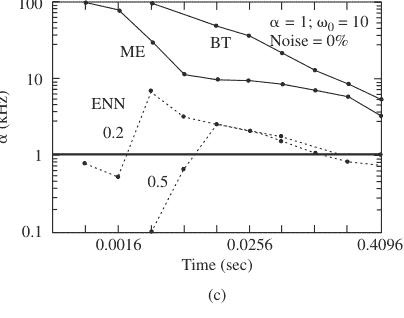 100
α = 1; ω₀ = 10
Noise = 0%
ME
BT
10
ENN
0.2
α (kHz)
1
0.5
0.1
0.0016 0.0256 0.4096
Time (sec)
(c)